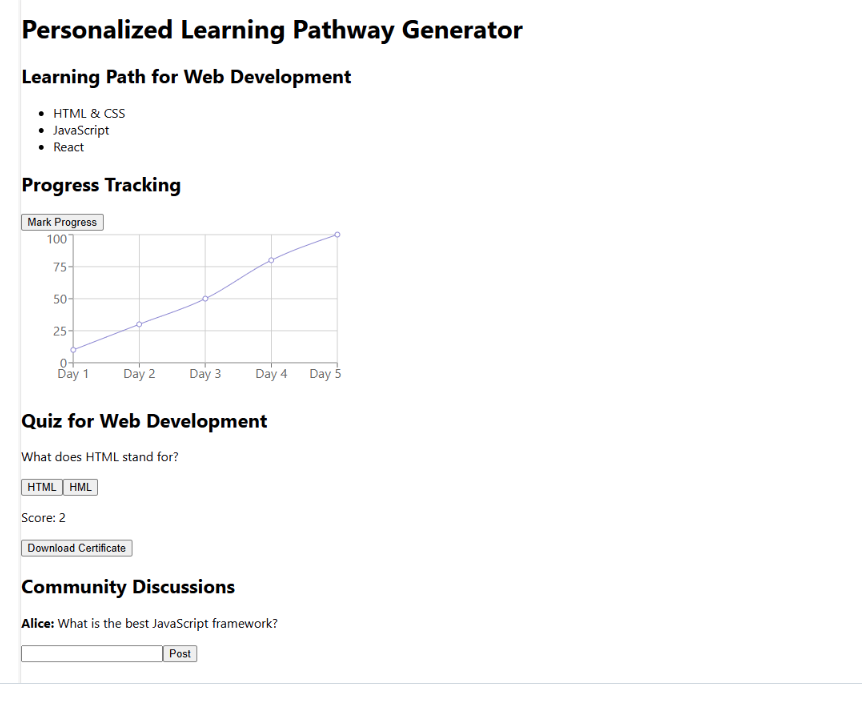 Personalized Learning Pathway Generator
Learning Path for Web Development
HTML & CSS
JavaScript
React
Progress Tracking
Mark Progress
100
75
50
25
0
Day 1 Day 2 Day 3 Day 4 Day 5
Quiz for Web Development
What does HTML stand for?
HTML HML
Score: 2
Download Certificate
Community Discussions
Alice: What is the best JavaScript framework?
Post